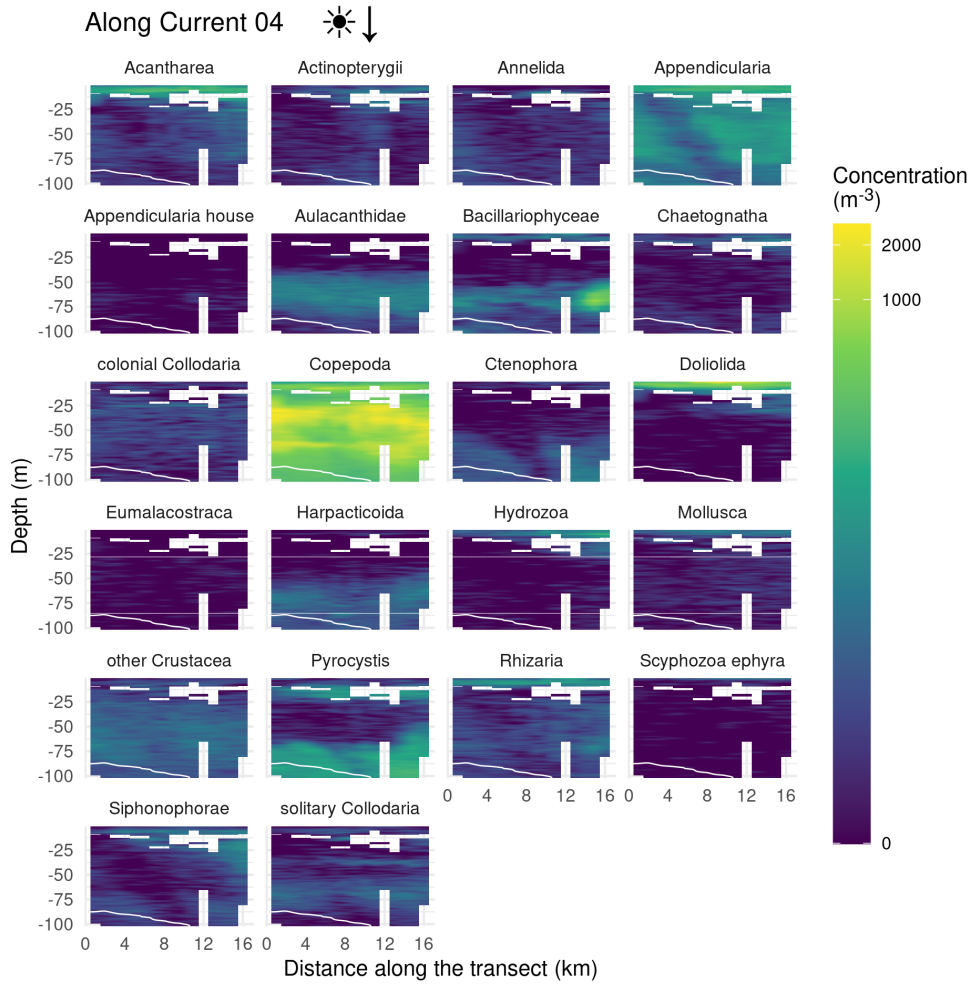 Along Current 04
Acantharea Actinopterygii Annelida Appendicularia
-25
-50
-75
-100
Concentration
(m-3)
2000
1000
0
Appendicularia house Aulacanthidae Bacillariophyceae Chaetognatha
-25
-50
-75
-100
colonial Collodaria Copepoda Ctenophora Doliolida
-25
-50
-75
-100
Depth (m)
Eumalacostraca Harpacticoida Hydrozoa Mollusca
-25
-50
-75
-100
other Crustacea Pyrocystis Rhizaria Scyphozoa ephyra
-25
-50
-75
-100
0 4 8 12 16 0 4 8 12 16
Siphonophorae solitary Collodaria
-25
-50
-75
-100
0 4 8 12 16 0 4 8 12 16
Distance along the transect (km)